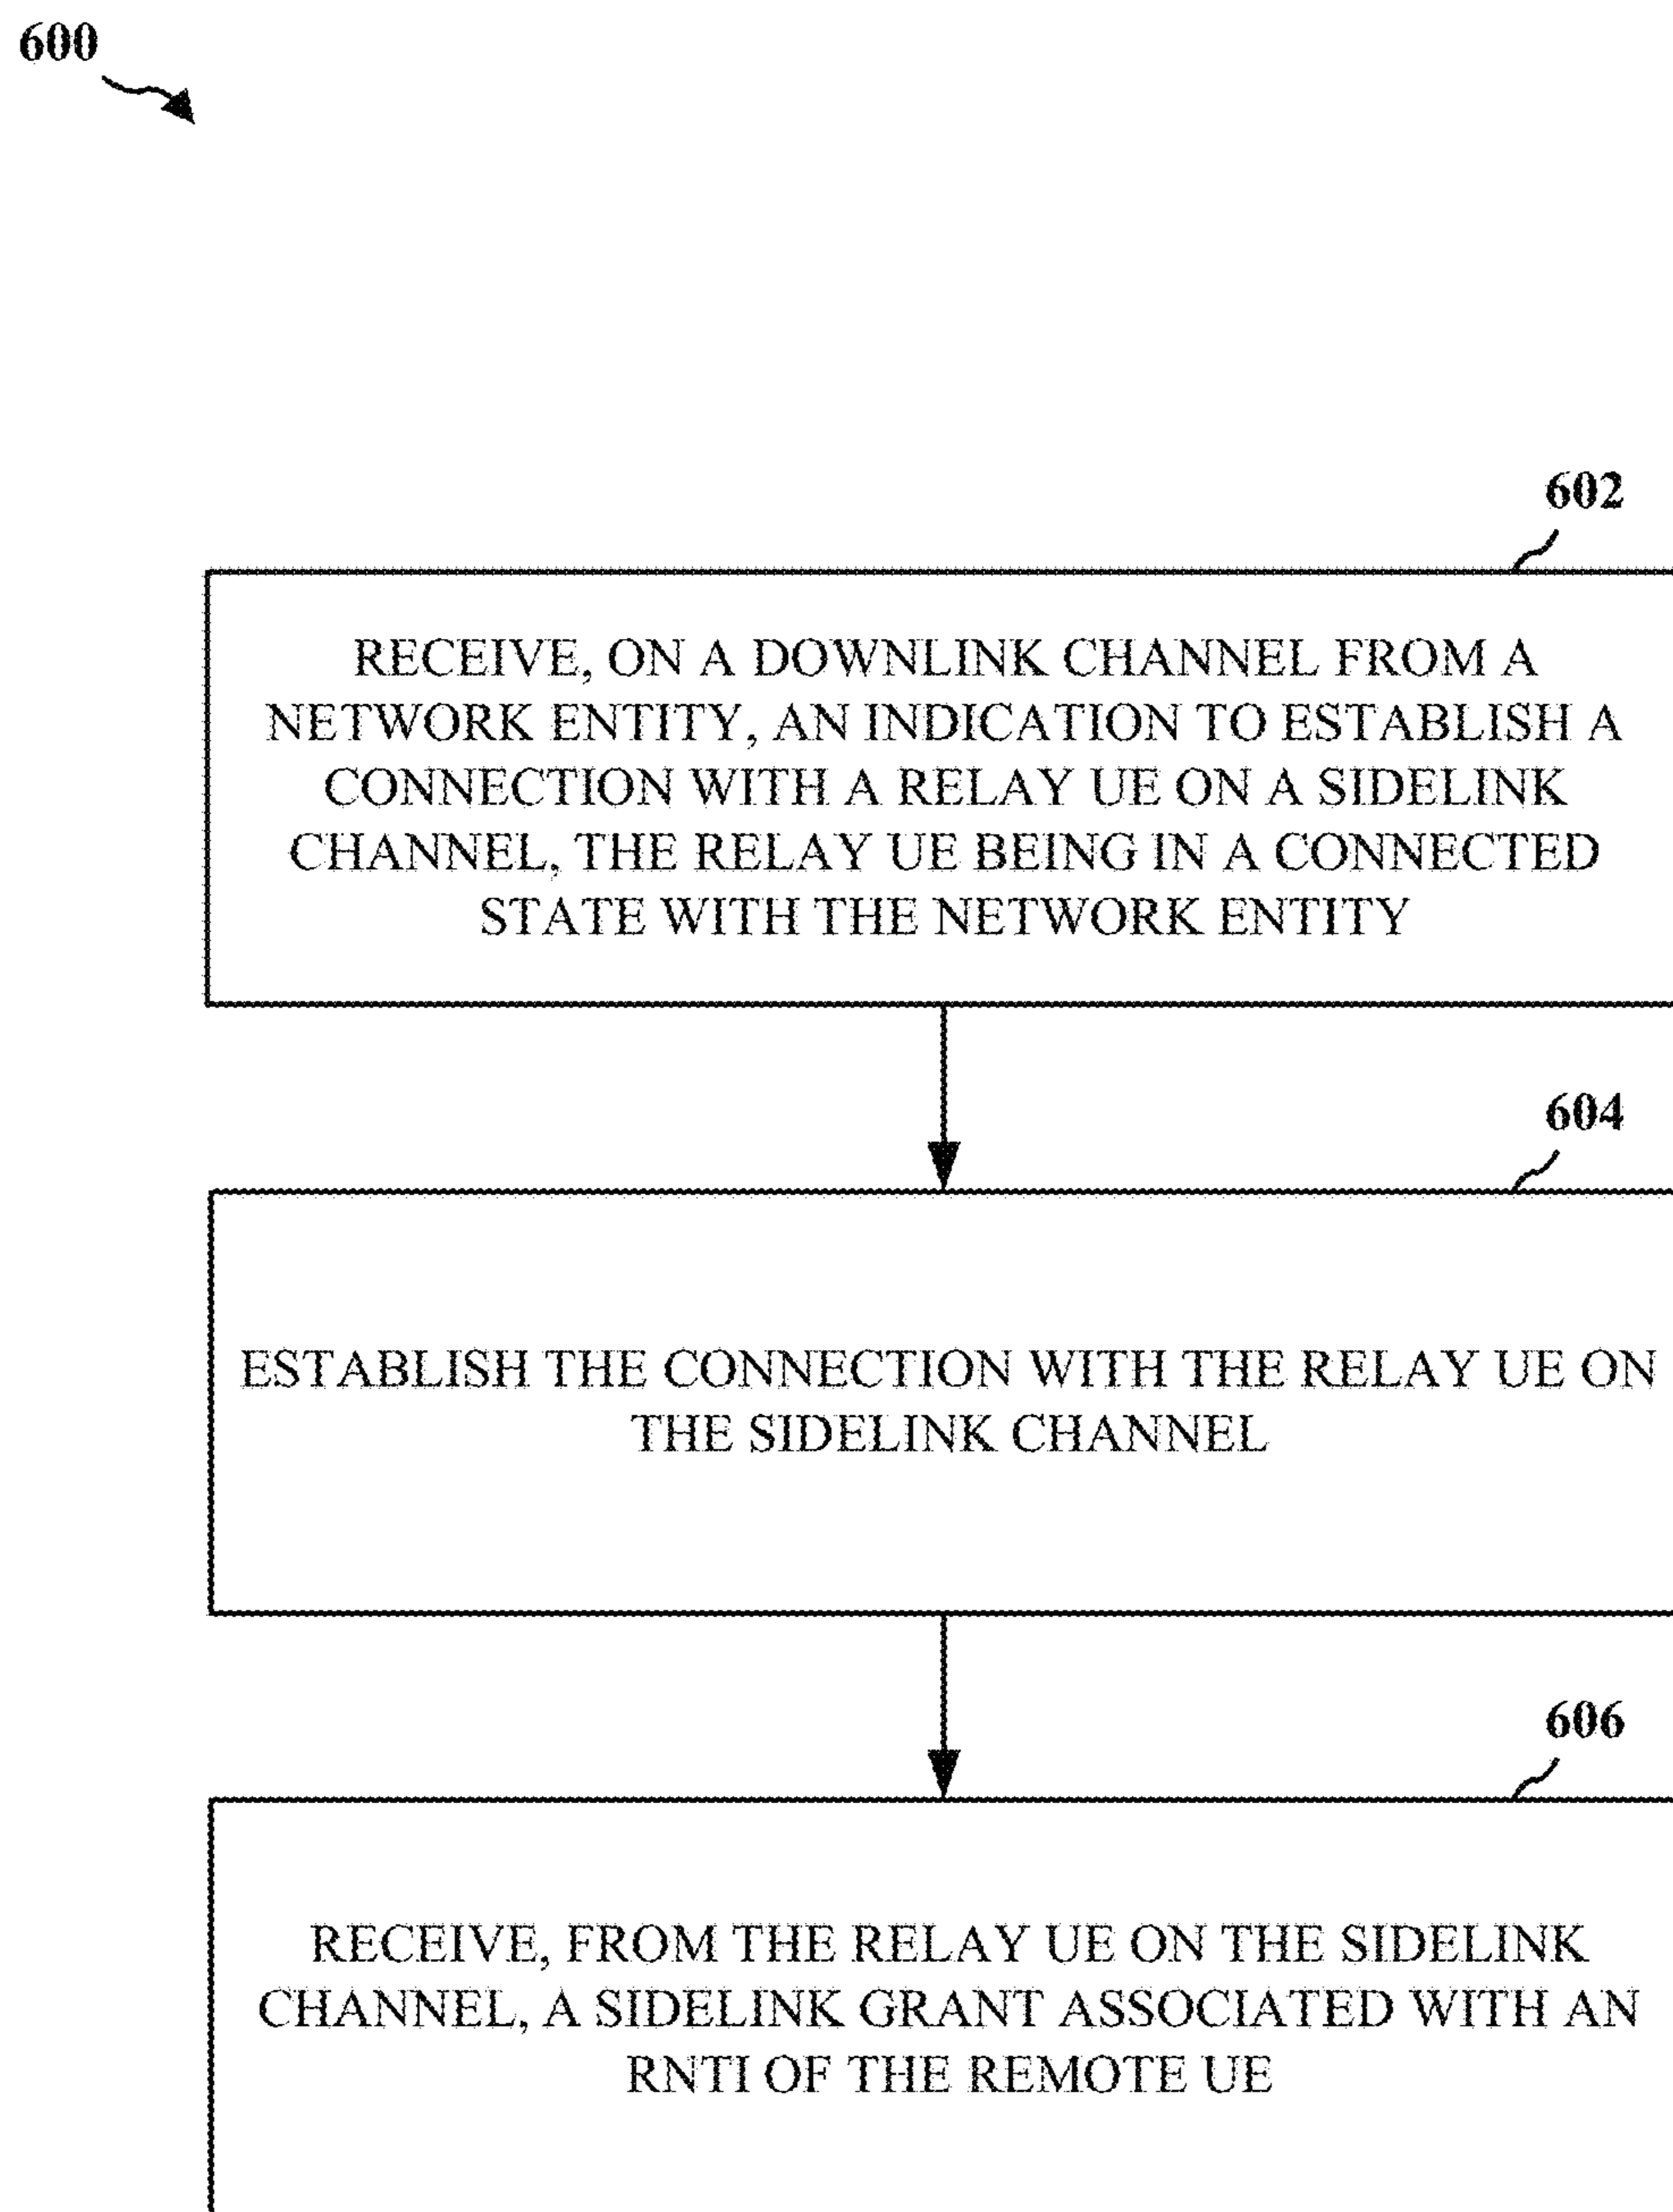 600
602
RECEIVE, ON A DOWNLINK CHANNEL FROM A
NETWORK ENTITY, AN INDICATION TO ESTABLISH A
CONNECTION WITH A RELAY UE ON A SIDELINK
CHANNEL, THE RELAY UE BEING IN A CONNECTED
STATE WITH THE NETWORK ENTITY
604
ESTABLISH THE CONNECTION WITH THE RELAY UE ON
THE SIDELINK CHANNEL
606
RECEIVE, FROM THE RELAY UE ON THE SIDELINK
CHANNEL, A SIDELINK GRANT ASSOCIATED WITH AN
RNTI OF THE REMOTE UE